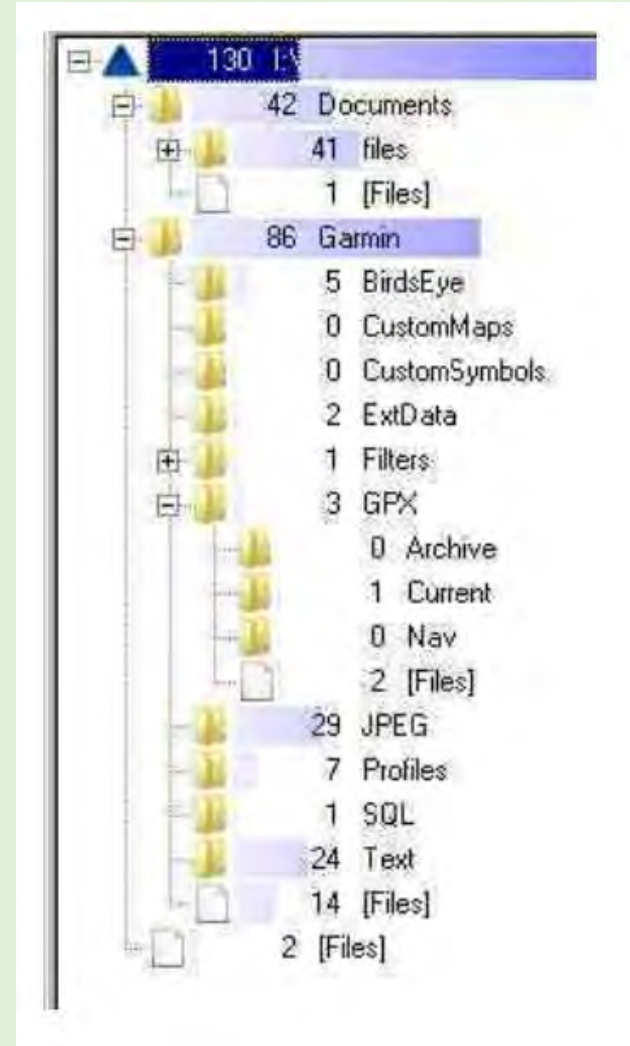 130 I:\
42 Documents
41 files
1 [Files]
86 Garmin
5 BirdsEye
0 CustomMaps
0 CustomSymbols
2 ExtData
1 Filters
3 GPX
0 Archive
1 Current
0 Nav
2 [Files]
29 JPEG
7 Profiles
1 SQL
24 Text
14 [Files]
2 [Files]